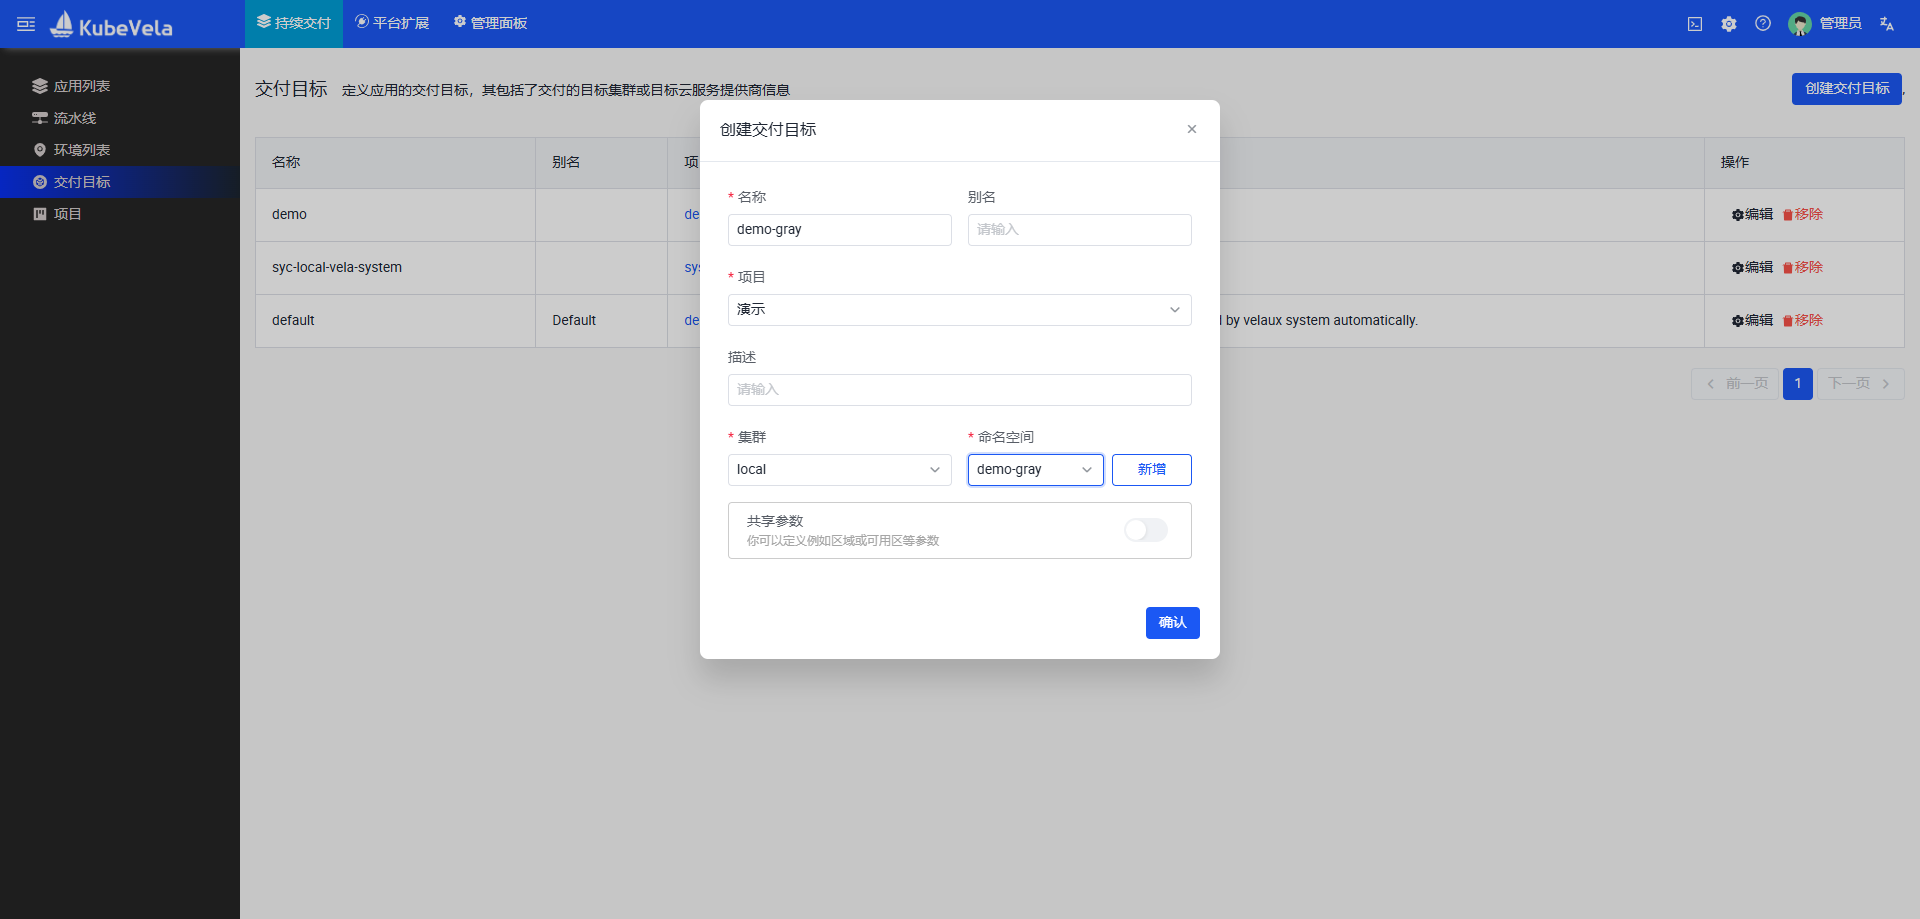 KubeVela
持续交付
平台扩展
管理面板
管理员
应用列表
流水线
环境列表
交付目标
项目
交付目标 定义应用的交付目标，其包括了交付的目标集群或目标云服务提供商信息
创建交付目标
名称 别名 项 操作
demo de 编辑 移除
syc-local-vela-system sys 编辑 移除
default Default de by velaux system automatically. 编辑 移除
前一页 1 下一页
创建交付目标
* 名称 别名
demo-gray 请输入
* 项目
演示
描述
请输入
* 集群 * 命名空间
local demo-gray 新增
共享参数
你可以定义例如区域或可用区等参数
确认